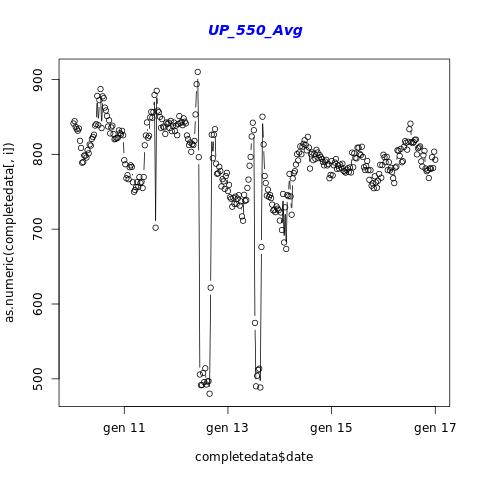 UP_550_Avg
as.numeric(completedata[, i])
900
800
700
600
500
gen 11
gen 13
gen 15
gen 17
completedata$date